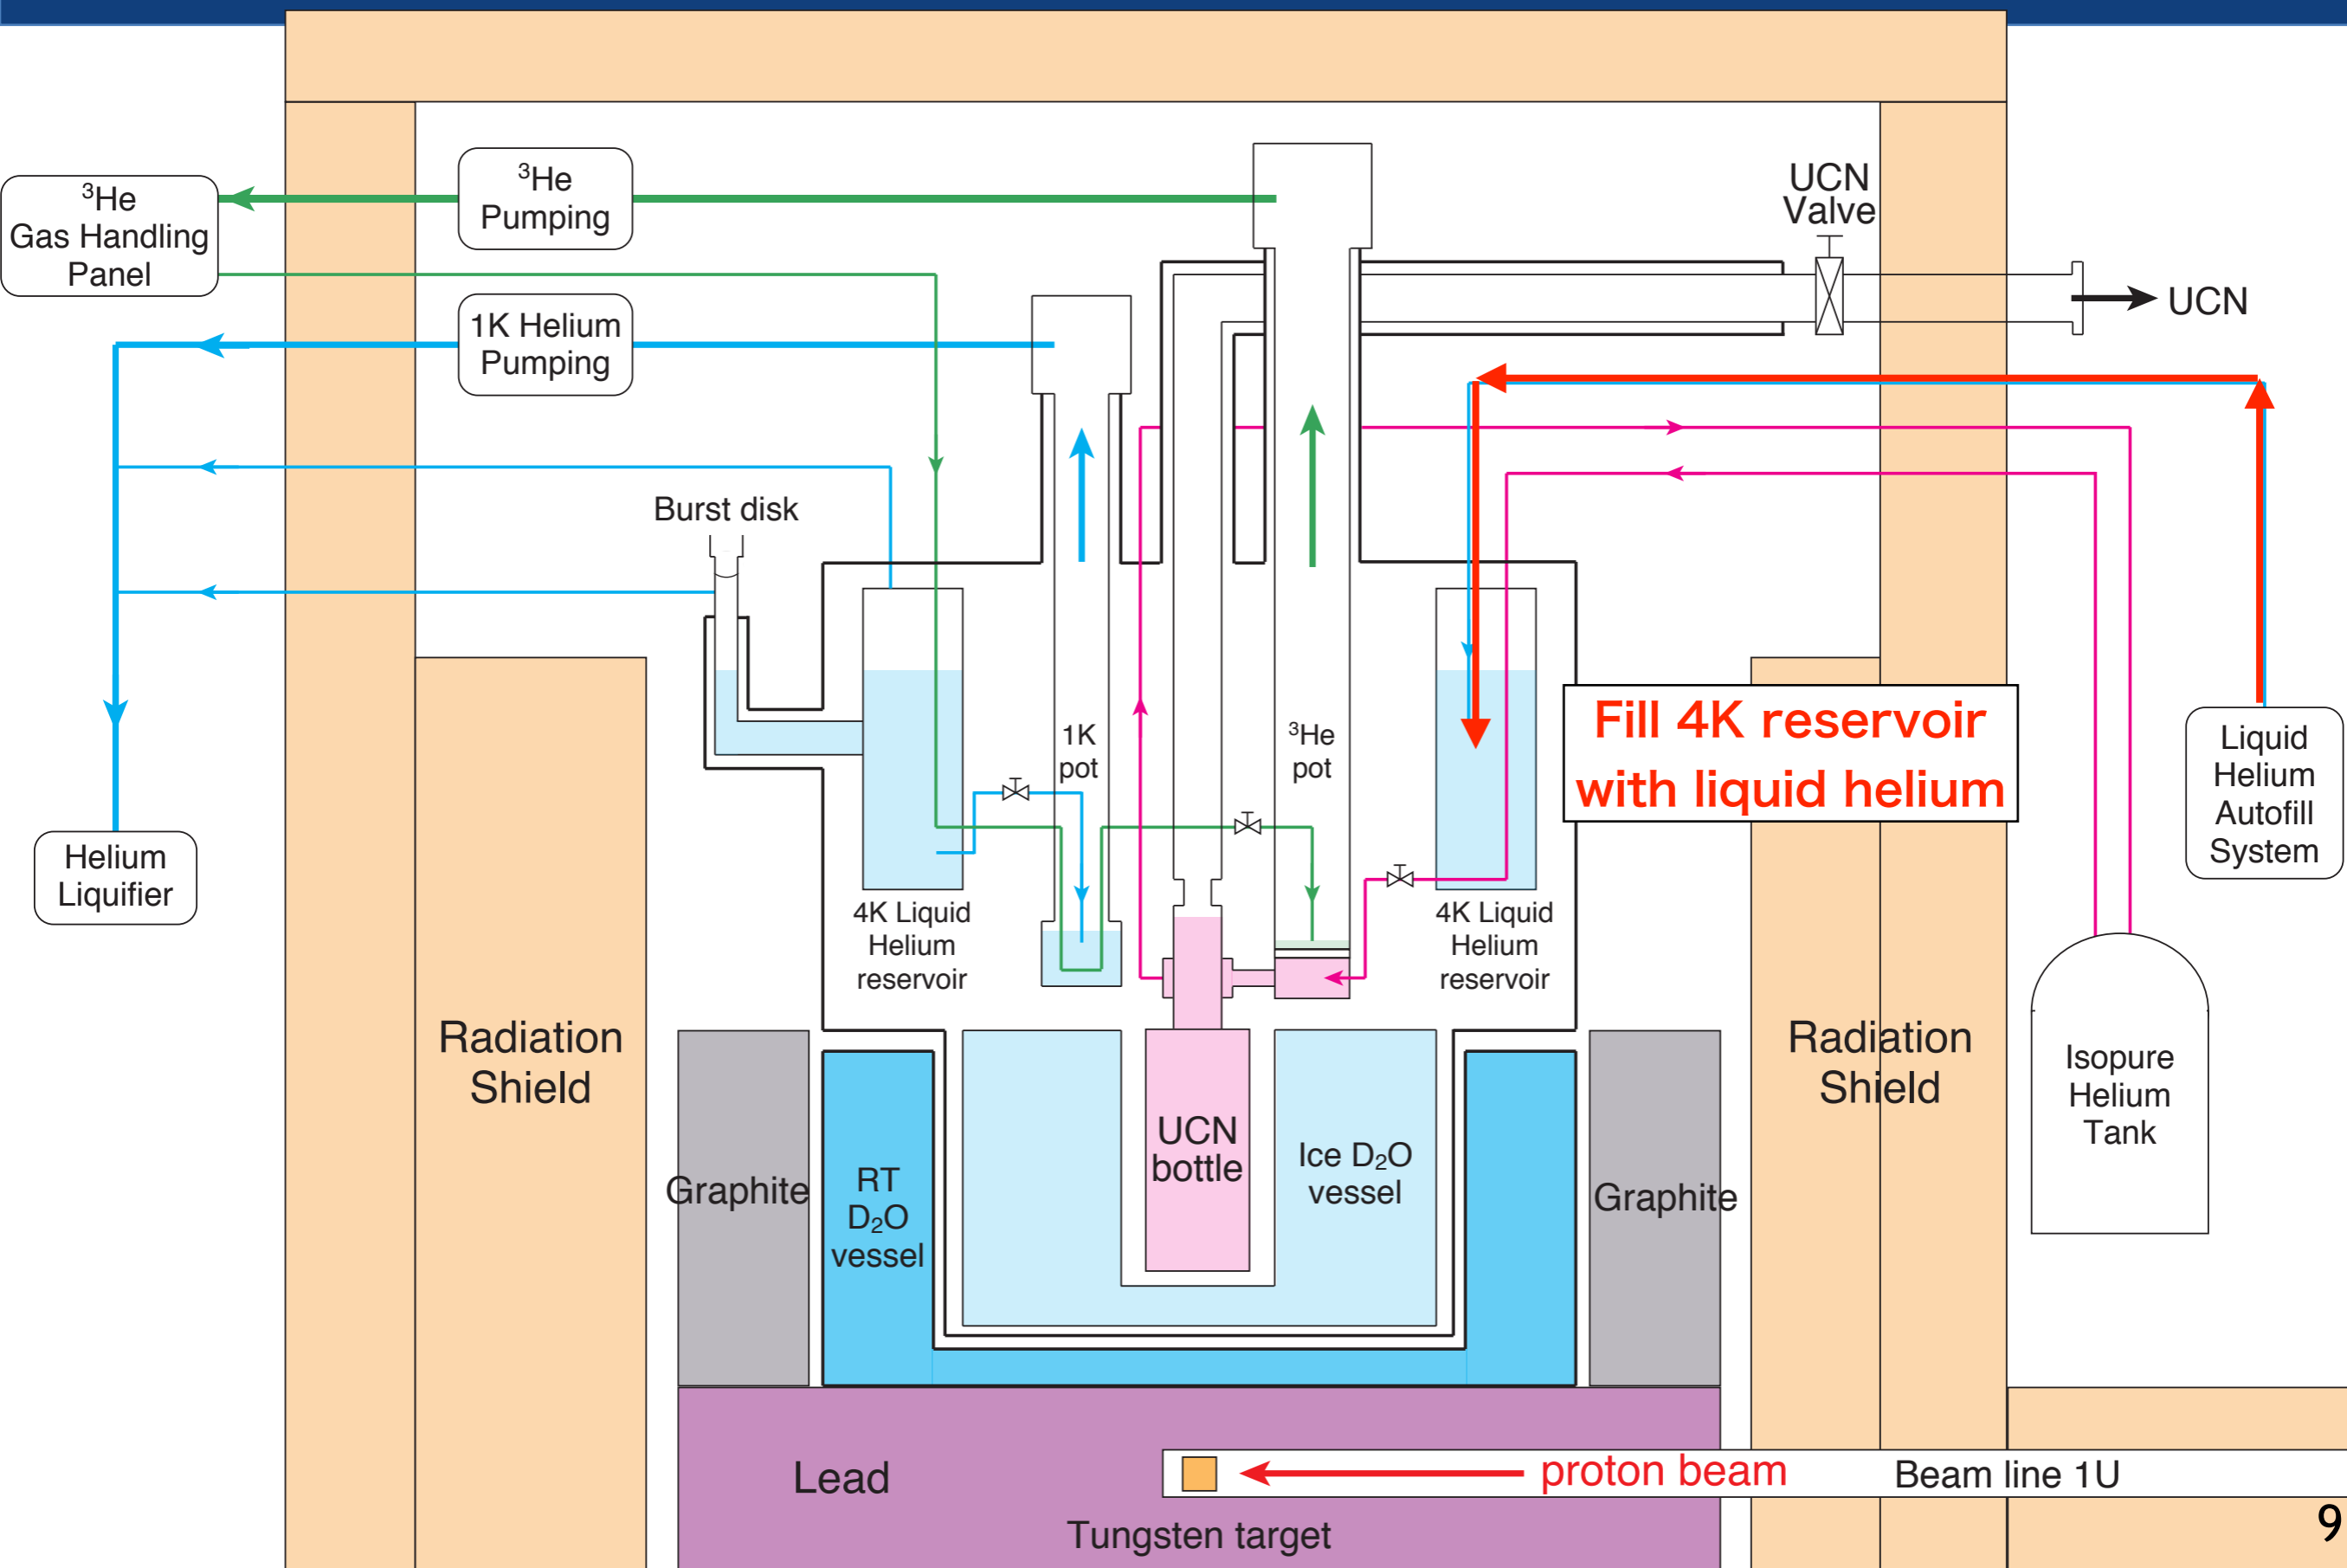 ³He
Gas Handling
Panel
³He
Pumping
1K Helium
Pumping
UCN
Valve
UCN
Burst disk
1K
pot
³He
pot
Fill 4K reservoir
with liquid helium
Liquid
Helium
Autofill
System
Helium
Liquifier
4K Liquid
Helium
reservoir
4K Liquid
Helium
reservoir
Radiation
Shield
Radiation
Shield
Isopure
Helium
Tank
Graphite
RT
D₂O
vessel
UCN
bottle
Ice D₂O
vessel
Graphite
Lead
proton beam
Beam line 1U
Tungsten target
9